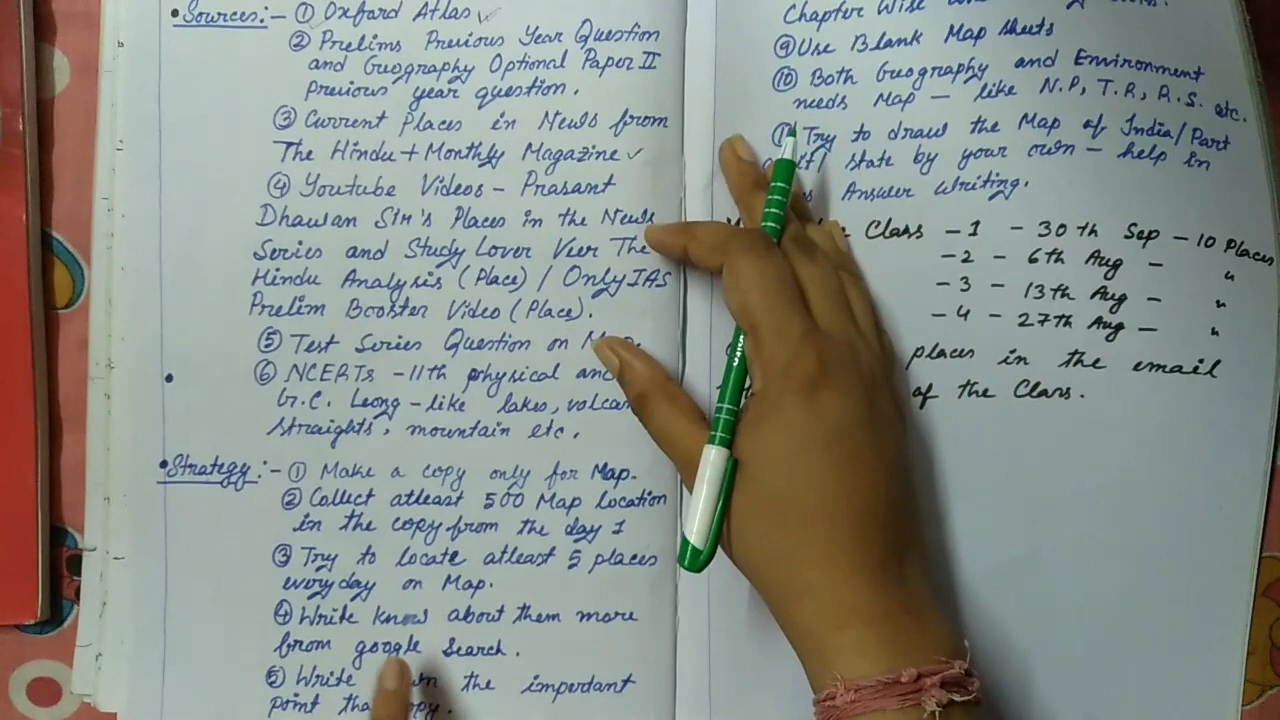 • Sources:- ① Oxford Atlas ✓
② Prelims Previous Year Question
and Geography Optional Paper II
previous year question.
③ Current Places in News from
The Hindu + Monthly Magazine ✓
④ Youtube Videos - Prasant
Dhawan Sir's Places in the News
Series and Study Lover Veer The
Hindu Analysis (Place) / Only IAS
Prelim Booster Video (Place).
⑤ Test Series Question on
⑥ NCERTs - 11th physical and
G.C. Leong - like lakes,
straights, mountain etc.
• Strategy:- ① Make a copy only for Map.
② Collect atleast 500 Map location
in the copy from the day 1
③ Try to locate atleast 5 places
everyday on Map.
④ Write know about them more
from google Search.
⑤ Write the impordant
point
Chapter Wise
⑨ Use Blank Map sheets
⑩ Both Geography and Environment
needs Map - like N.P, T.R, R.S. etc.
⑪ Try to draw the Map of India/Part
state by your own - help in
Answer Writing.
Class - 1 - 30th Sep - 10 Places
- 2 - 6th Aug - "
- 3 - 13th Aug - "
- 4 - 27th Aug - "
places in the email
of the Class.